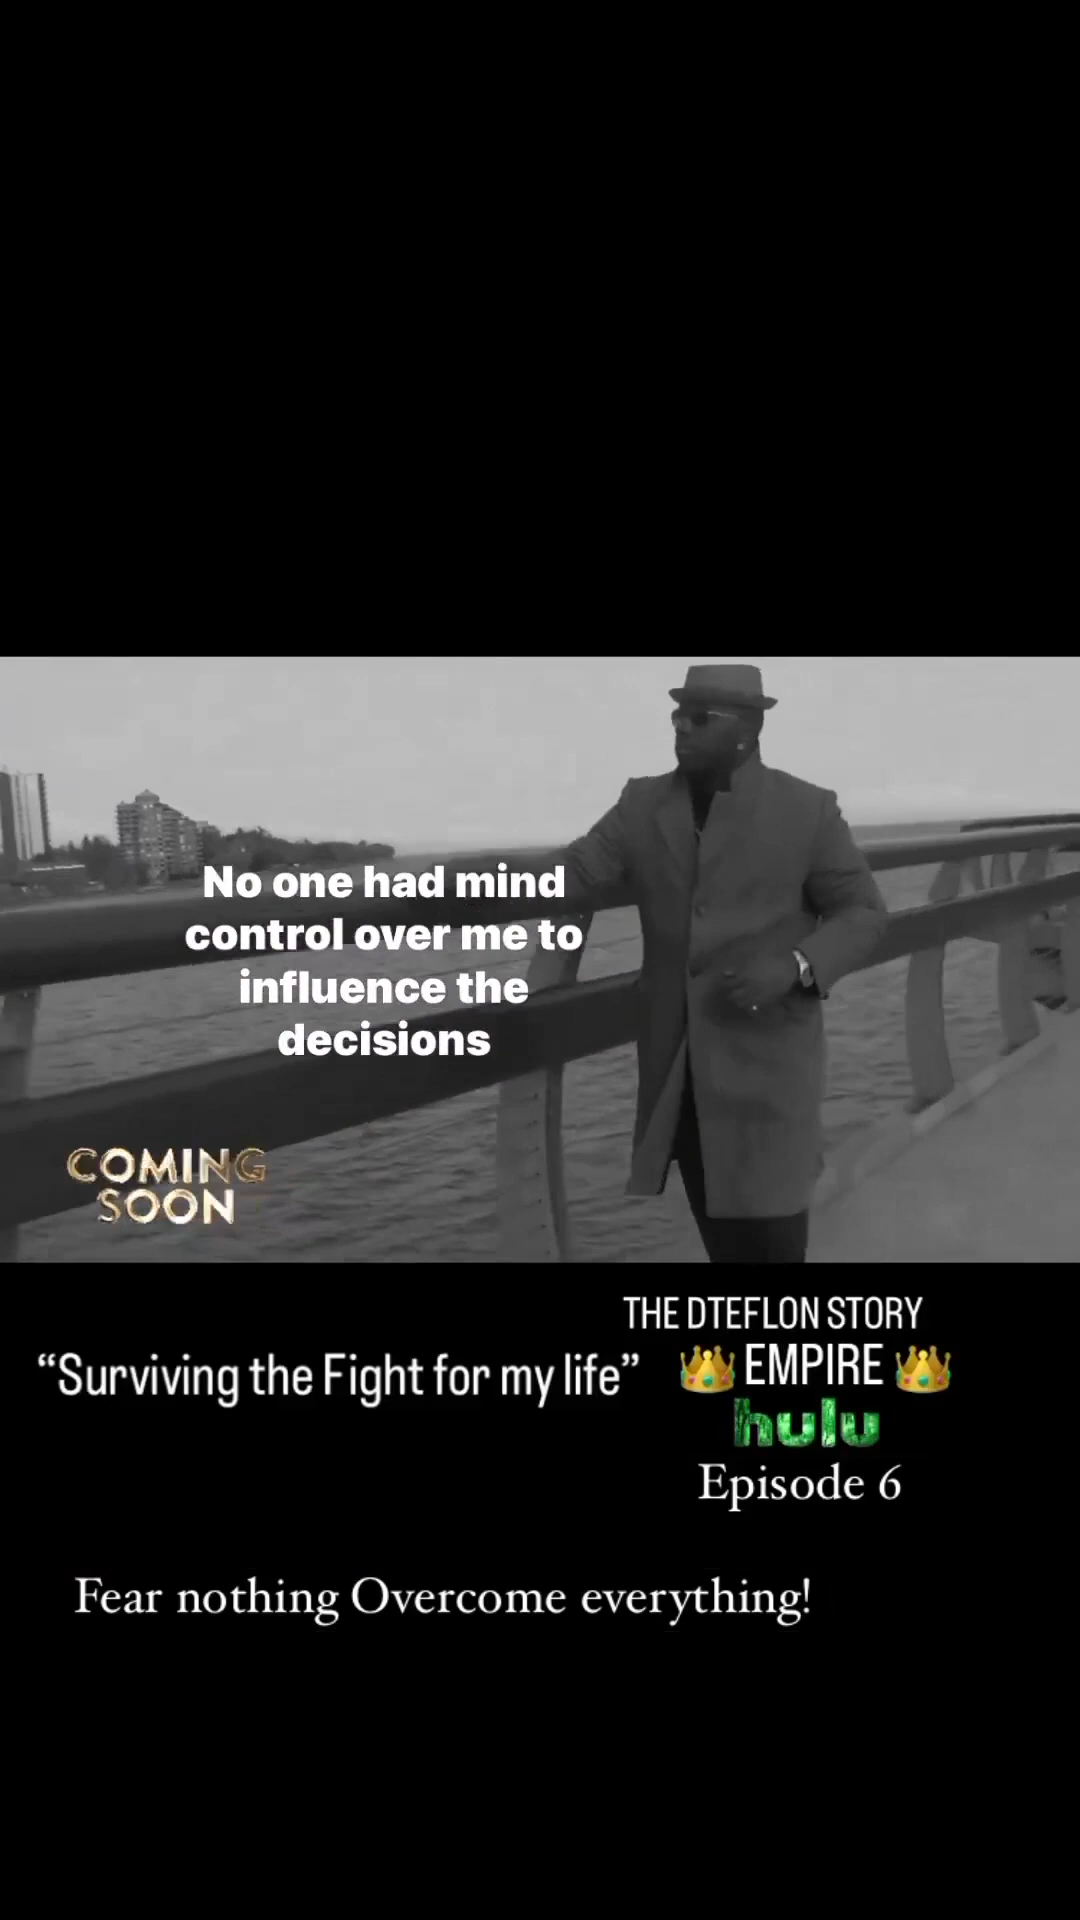 No one had mind
control over me to
influence the
decisions
COMING
SOON
THE DTEFLON STORY
“Surviving the Fight for my life”
👑 EMPIRE 👑
hulu
Episode 6
Fear nothing Overcome everything!